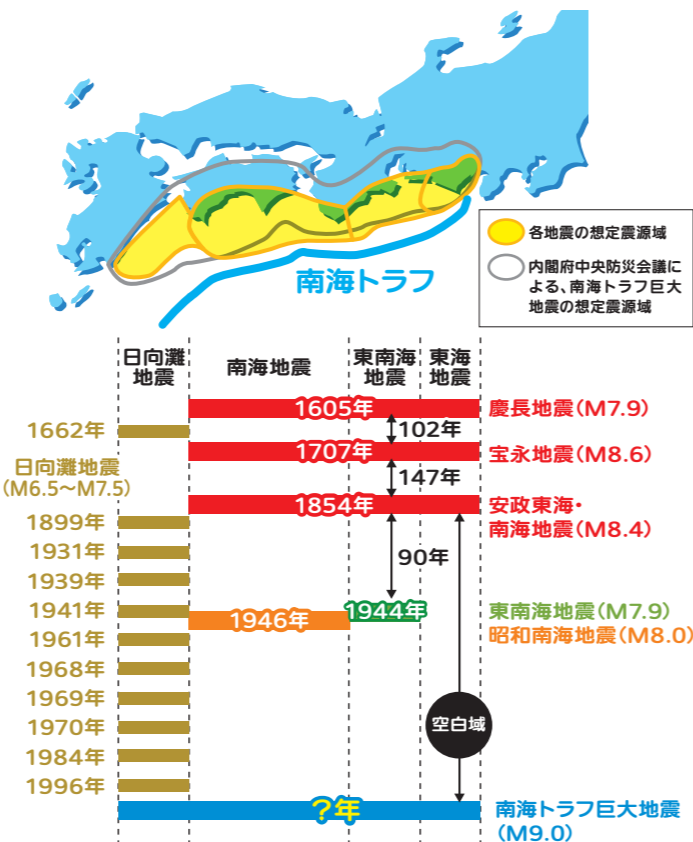 南海トラフ
各地震の想定震源域
内閣府中央防災会議に
よる、南海トラフ巨大
地震の想定震源域
日向灘
地震
南海地震
東南海
地震
東海
地震
1605年
慶長地震(M7.9)
1662年
102年
1707年
宝永地震(M8.6)
日向灘地震
(M6.5～M7.5)
147年
1854年
安政東海・
南海地震(M8.4)
1899年
1931年
90年
1939年
1941年
1944年
東南海地震(M7.9)
1946年
昭和南海地震(M8.0)
1961年
1968年
1969年
1970年
空白域
1984年
1996年
?年
南海トラフ巨大地震
(M9.0)